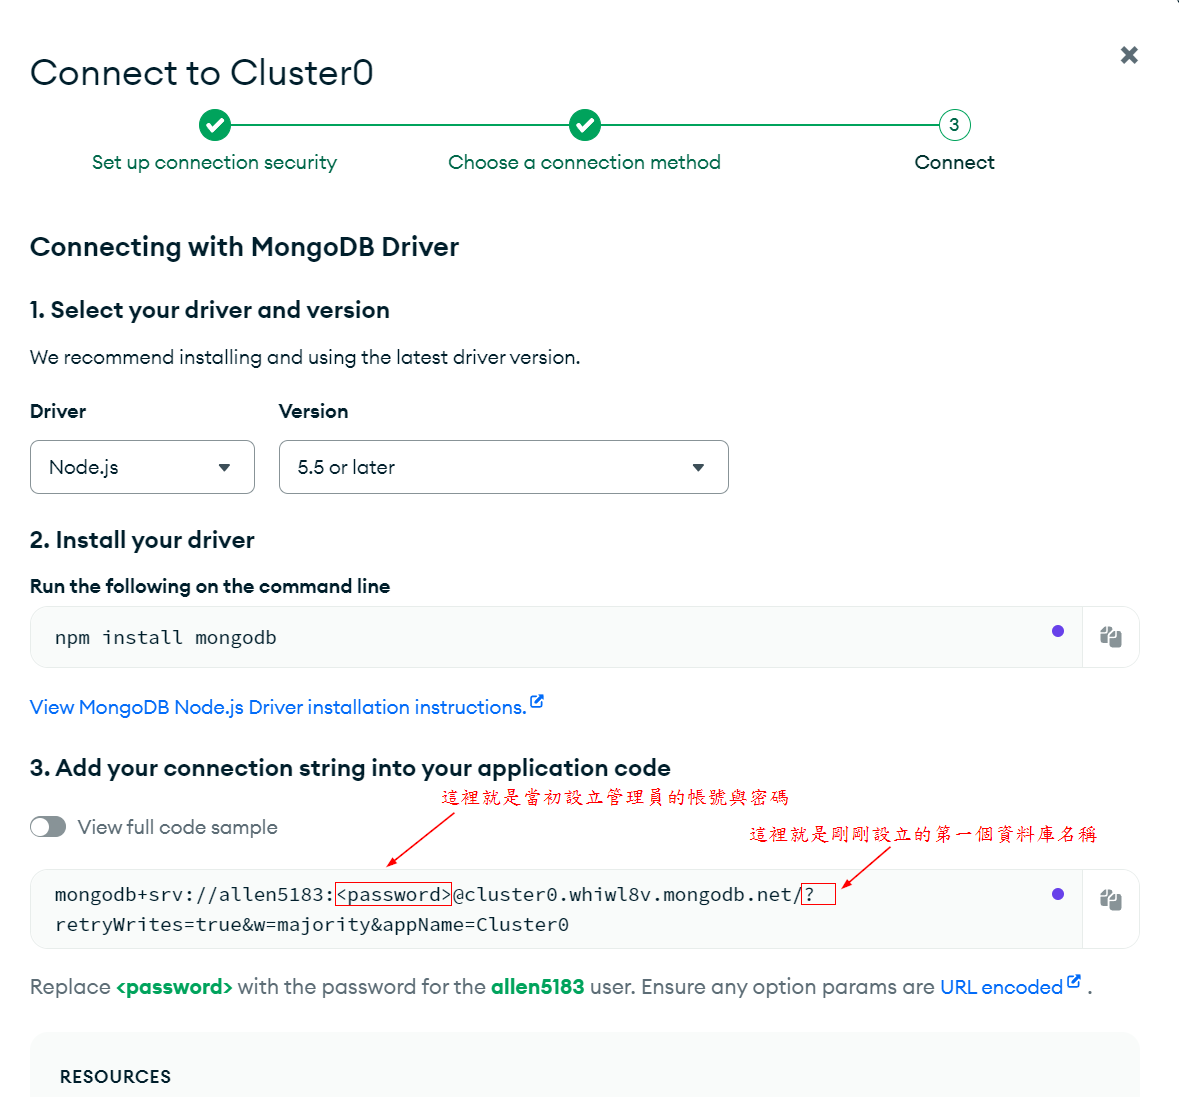 Connect to Cluster0
3
Set up connection security
Choose a connection method
Connect
Connecting with MongoDB Driver
1. Select your driver and version
We recommend installing and using the latest driver version.
Driver
Version
Node.js
5.5 or later
2. Install your driver
Run the following on the command line
npm install mongodb
View MongoDB Node.js Driver installation instructions.
3. Add your connection string into your application code
這裡就是當初設立管理員的帳號與密碼
View full code sample
這裡就是剛剛設立的第一個資料庫名稱
mongodb+srv://allen5183:<password>@cluster0.whiwl8v.mongodb.net/?
retryWrites=true&w=majority&appName=Cluster0
Replace <password> with the password for the allen5183 user. Ensure any option params are URL encoded .
RESOURCES